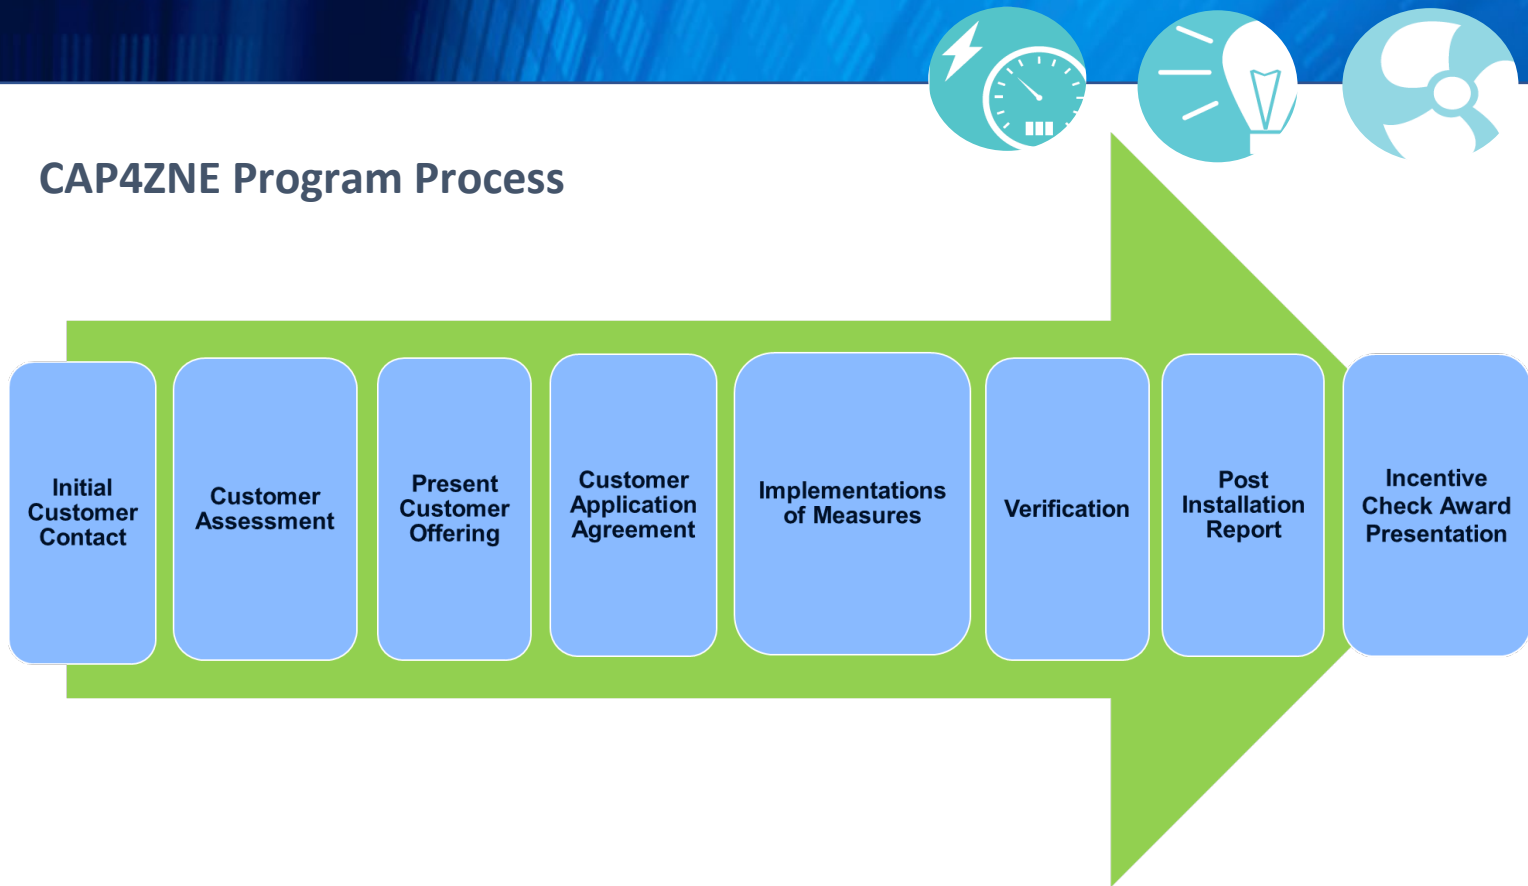 CAP4ZNE Program Process
Initial
Customer
Contact
Customer
Assessment
Present
Customer
Offering
Customer
Application
Agreement
Implementations
of Measures
Verification
Post
Installation
Report
Incentive
Check Award
Presentation